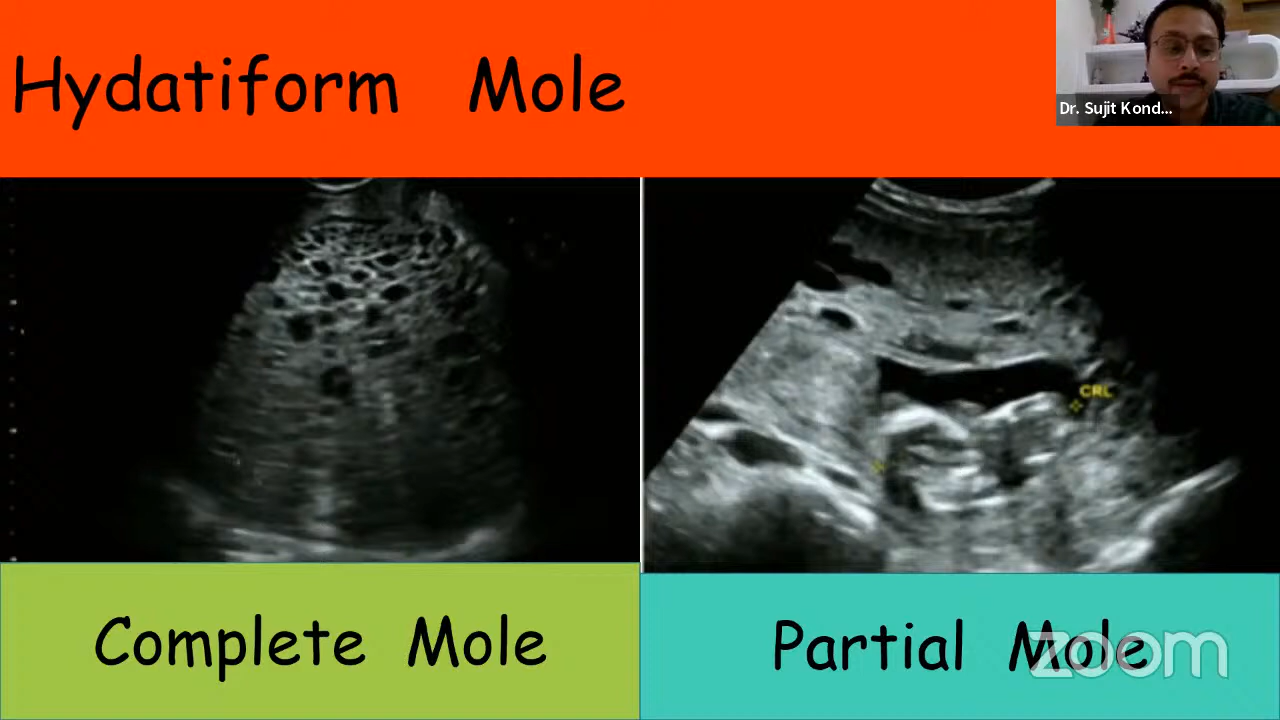 Hydatiform Mole
Dr. Sujit Kond...
CRL
Complete Mole
Partial Mole
zoom